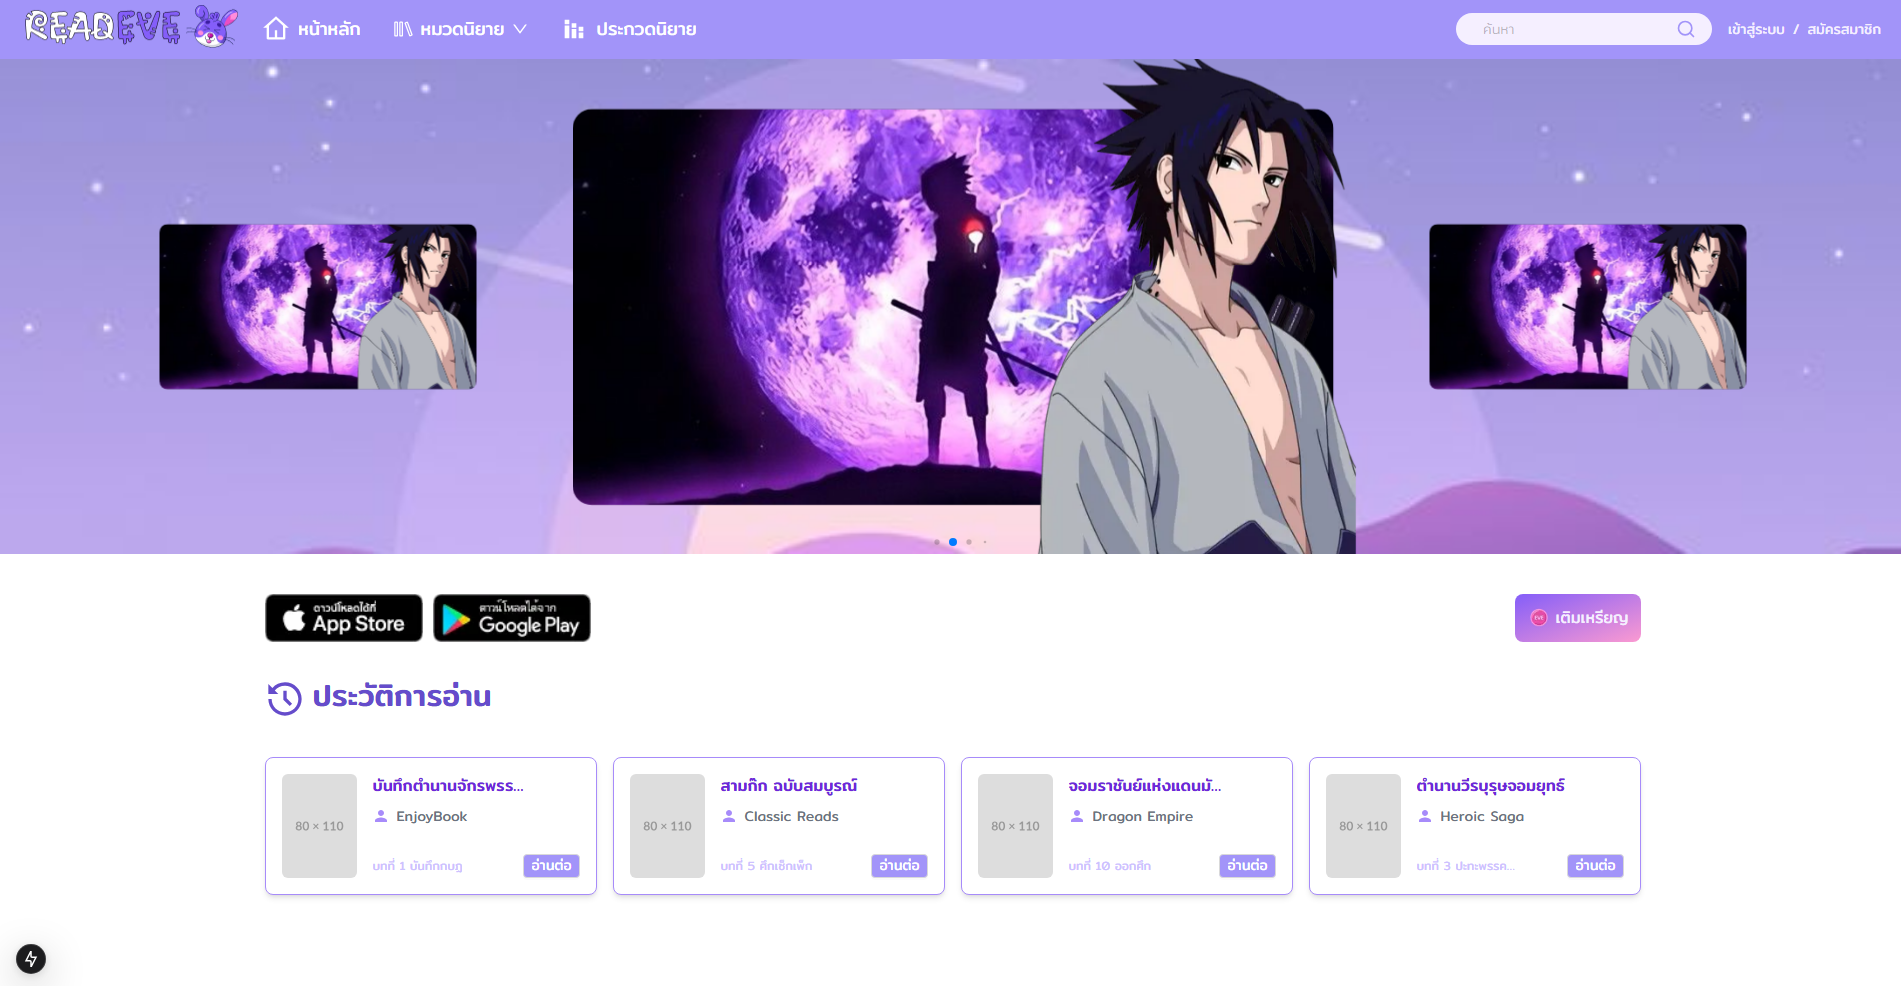 READEVE
หน้าหลัก
หมวดนิยาย
ประกวดนิยาย
ค้นหา
เข้าสู่ระบบ / สมัครสมาชิก
ดาวน์โหลดได้ที่
App Store
ดาวน์โหลดได้จาก
Google Play
EVE
เติมเหรียญ
ประวัติการอ่าน
80 × 110
บันทึกตำนานจักรพรร...
EnjoyBook
บทที่ 1 บันทึกกบฎ
อ่านต่อ
80 × 110
สามก๊ก ฉบับสมบูรณ์
Classic Reads
บทที่ 5 ศึกเซ็กเพ็ก
อ่านต่อ
80 × 110
จอมราชันย์แห่งแดนมั...
Dragon Empire
บทที่ 10 ออกศึก
อ่านต่อ
80 × 110
ตำนานวีรบุรุษจอมยุทธ์
Heroic Saga
บทที่ 3 ปะทะพรรค...
อ่านต่อ